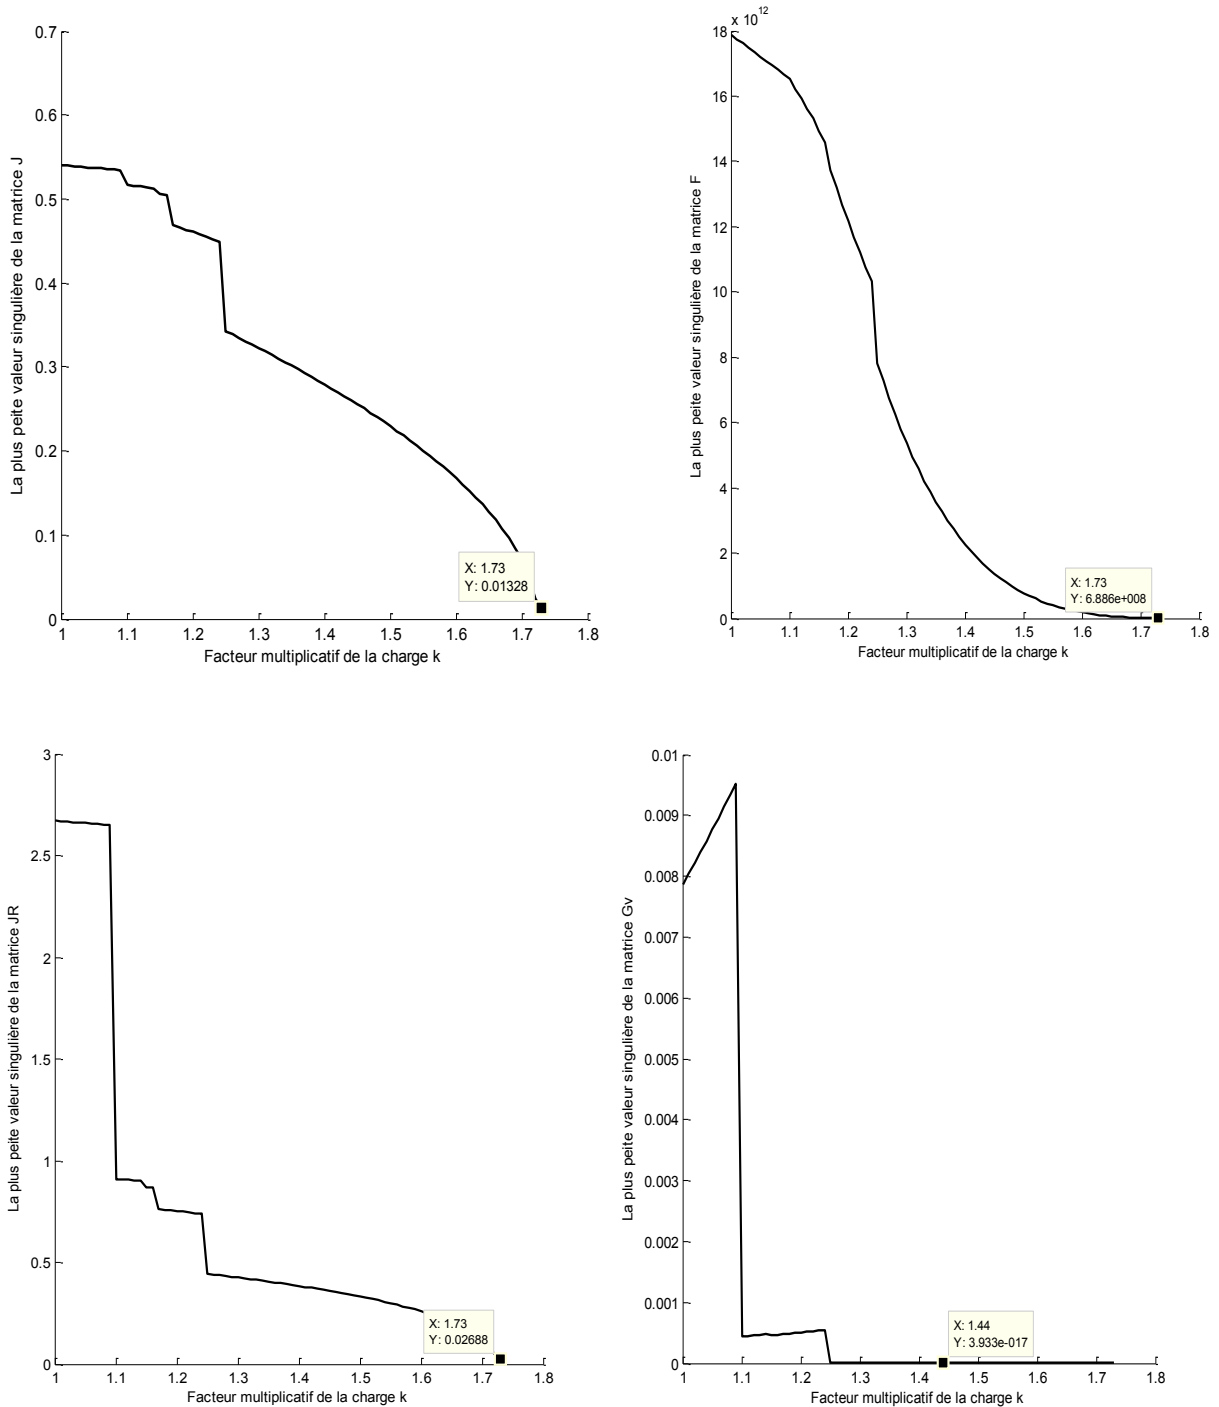 0.7
0.6
0.5
0.4
0.3
0.2
0.1
0
La plus peite valeur singulière de la matrice J
X: 1.73
Y: 0.01328
1 1.1 1.2 1.3 1.4 1.5 1.6 1.7 1.8
Facteur multiplicatif de la charge k
x 10^12
18
16
14
12
10
8
6
4
2
0
La plus peite valeur singulière de la matrice F
X: 1.73
Y: 6.886e+008
1 1.1 1.2 1.3 1.4 1.5 1.6 1.7 1.8
Facteur multiplicatif de la charge k
3
2.5
2
1.5
1
0.5
0
La plus peite valeur singulière de la matrice JR
X: 1.73
Y: 0.02688
1 1.1 1.2 1.3 1.4 1.5 1.6 1.7 1.8
Facteur multiplicatif de la charge k
0.01
0.009
0.008
0.007
0.006
0.005
0.004
0.003
0.002
0.001
0
La plus peite valeur singulière de la matrice Gv
X: 1.44
Y: 3.933e-017
1 1.1 1.2 1.3 1.4 1.5 1.6 1.7 1.8
Facteur multiplicatif de la charge k